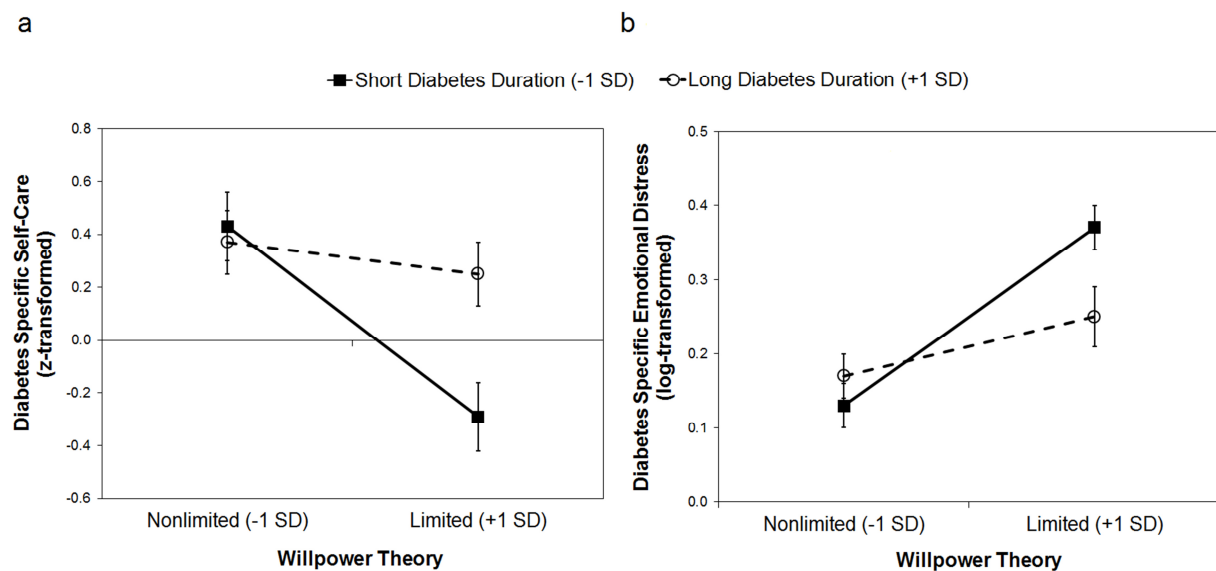 a
b
Short Diabetes Duration (-1 SD) Long Diabetes Duration (+1 SD)
Diabetes Specific Self-Care
(z-transformed)
0.8
0.6
0.4
0.2
0.0
-0.2
-0.4
-0.6
Nonlimited (-1 SD) Limited (+1 SD)
Willpower Theory
Diabetes Specific Emotional Distress
(log-transformed)
0.5
0.4
0.3
0.2
0.1
0.0
Nonlimited (-1 SD) Limited (+1 SD)
Willpower Theory